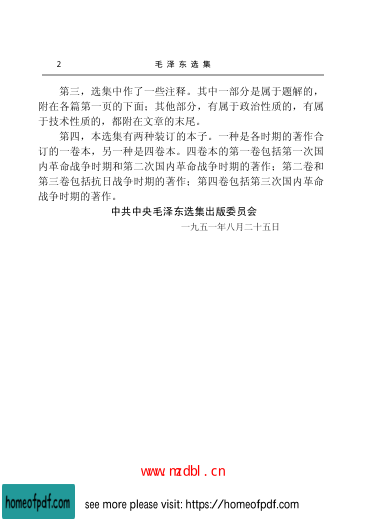 2 毛泽东选集
第三，选集中作了一些注释。其中一部分是属于题解的，
附在各篇第一页的下面；其他部分，有属于政治性质的，有属
于技术性质的，都附在文章的末尾。
第四，本选集有两种装订的本子。一种是各时期的著作合
订的一卷本，另一种是四卷本。四卷本的第一卷包括第一次国
内革命战争时期和第二次国内革命战争时期的著作；第二卷和
第三卷包括抗日战争时期的著作；第四卷包括第三次国内革命
战争时期的著作。
中共中央毛泽东选集出版委员会
一九五一年八月二十五日
www.mzdbl.cn
homeofpdf.com
see more please visit: https://homeofpdf.com